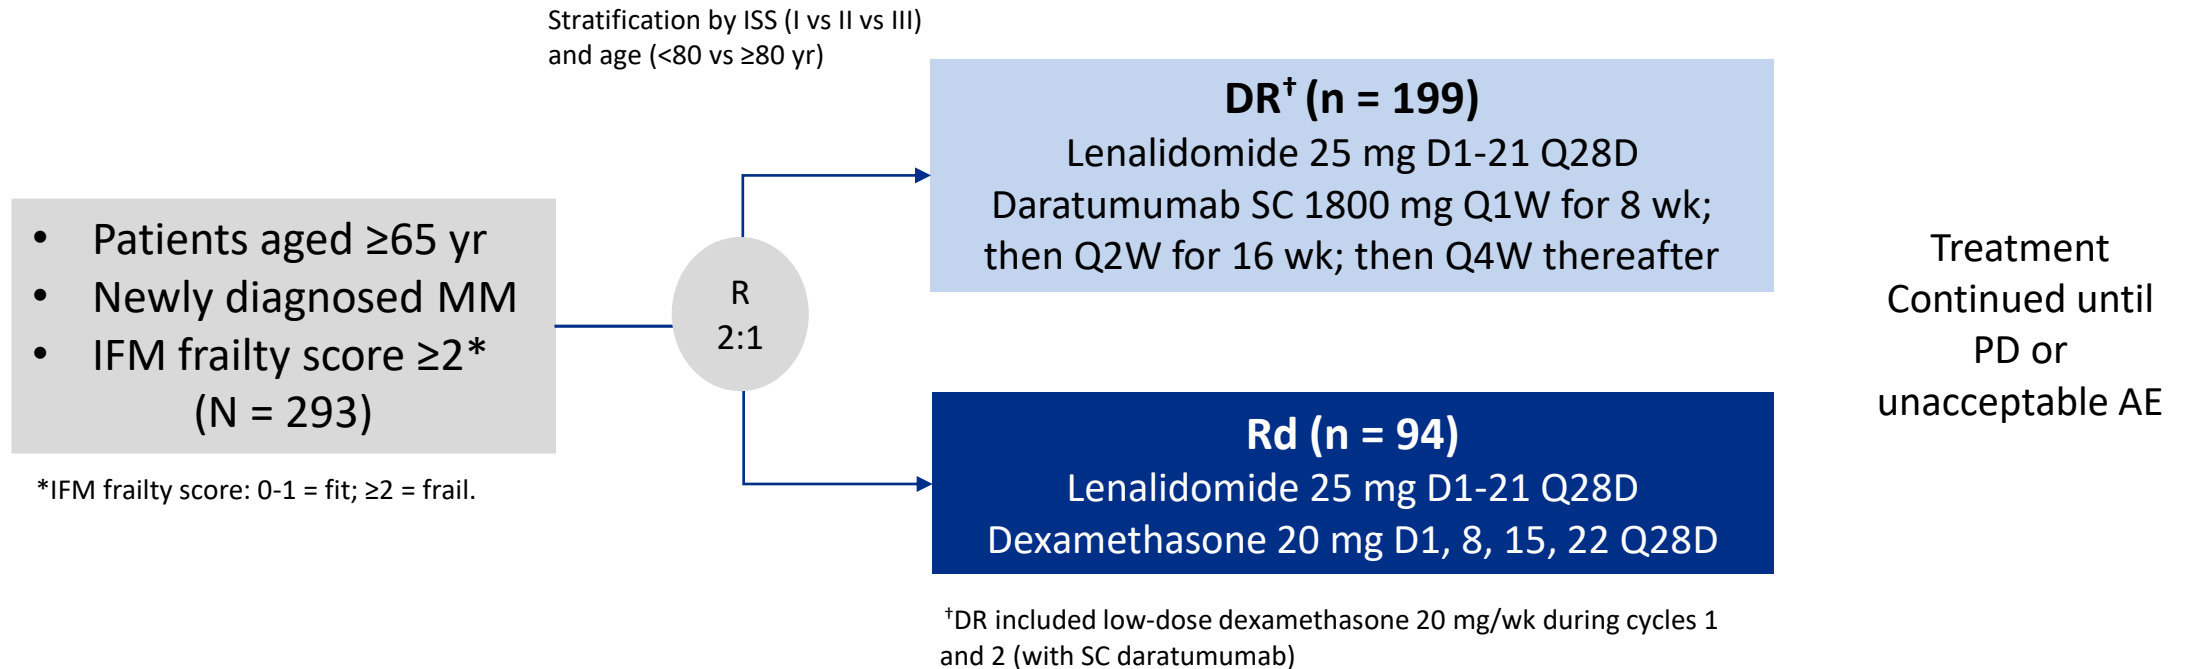 Stratification by ISS (I vs II vs III)
and age (<80 vs ≥80 yr)
• Patients aged ≥65 yr
• Newly diagnosed MM
• IFM frailty score ≥2*
(N = 293)
*IFM frailty score: 0-1 = fit; ≥2 = frail.
R
2:1
DR† (n = 199)
Lenalidomide 25 mg D1-21 Q28D
Daratumumab SC 1800 mg Q1W for 8 wk;
then Q2W for 16 wk; then Q4W thereafter
Rd (n = 94)
Lenalidomide 25 mg D1-21 Q28D
Dexamethasone 20 mg D1, 8, 15, 22 Q28D
†DR included low-dose dexamethasone 20 mg/wk during cycles 1
and 2 (with SC daratumumab)
Treatment
Continued until
PD or
unacceptable AE